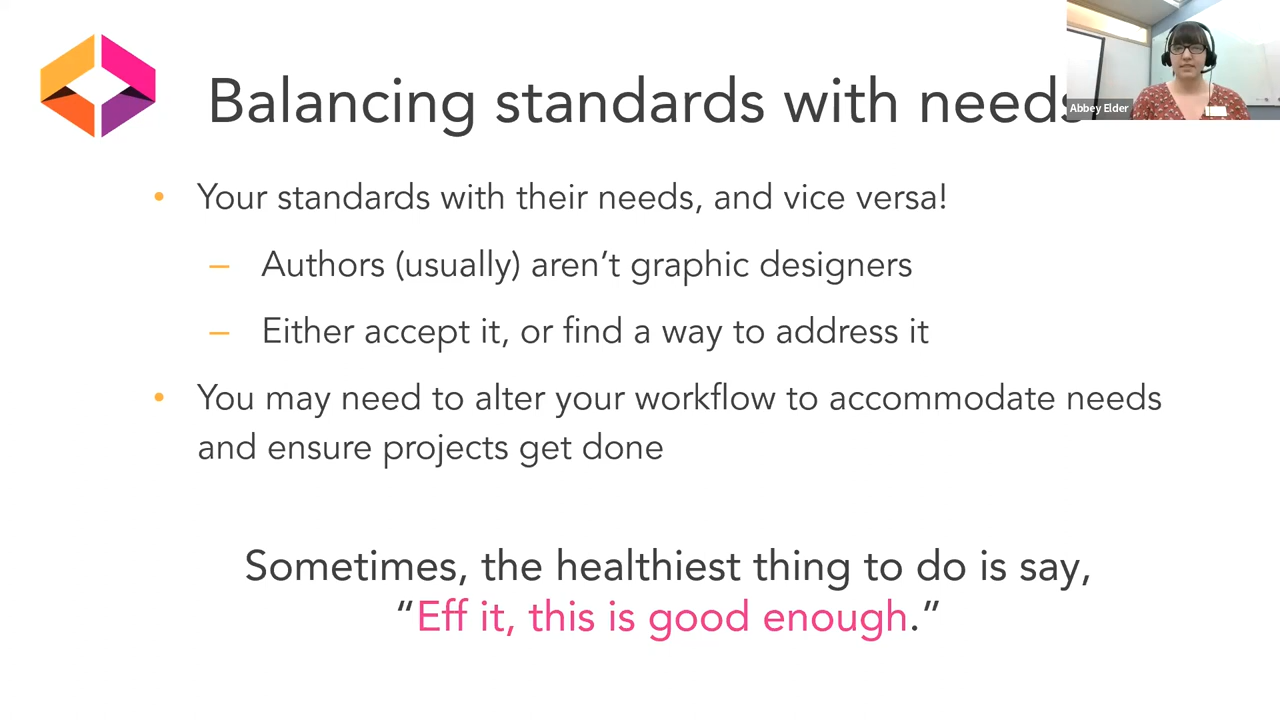 Balancing standards with needs
Abbey Elder
• Your standards with their needs, and vice versa!
– Authors (usually) aren’t graphic designers
– Either accept it, or find a way to address it
• You may need to alter your workflow to accommodate needs
and ensure projects get done
Sometimes, the healthiest thing to do is say,
“Eff it, this is good enough.”